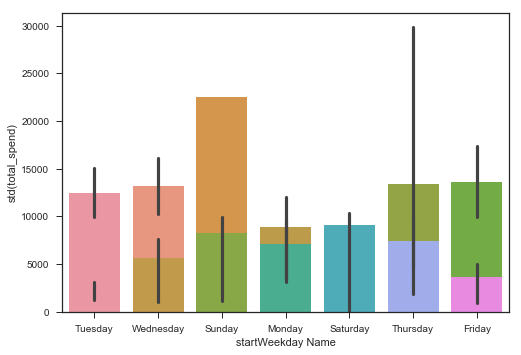 30000
25000
20000
15000
10000
5000
0
std(total_spend)
Tuesday Wednesday Sunday Monday Saturday Thursday Friday
startWeekday Name